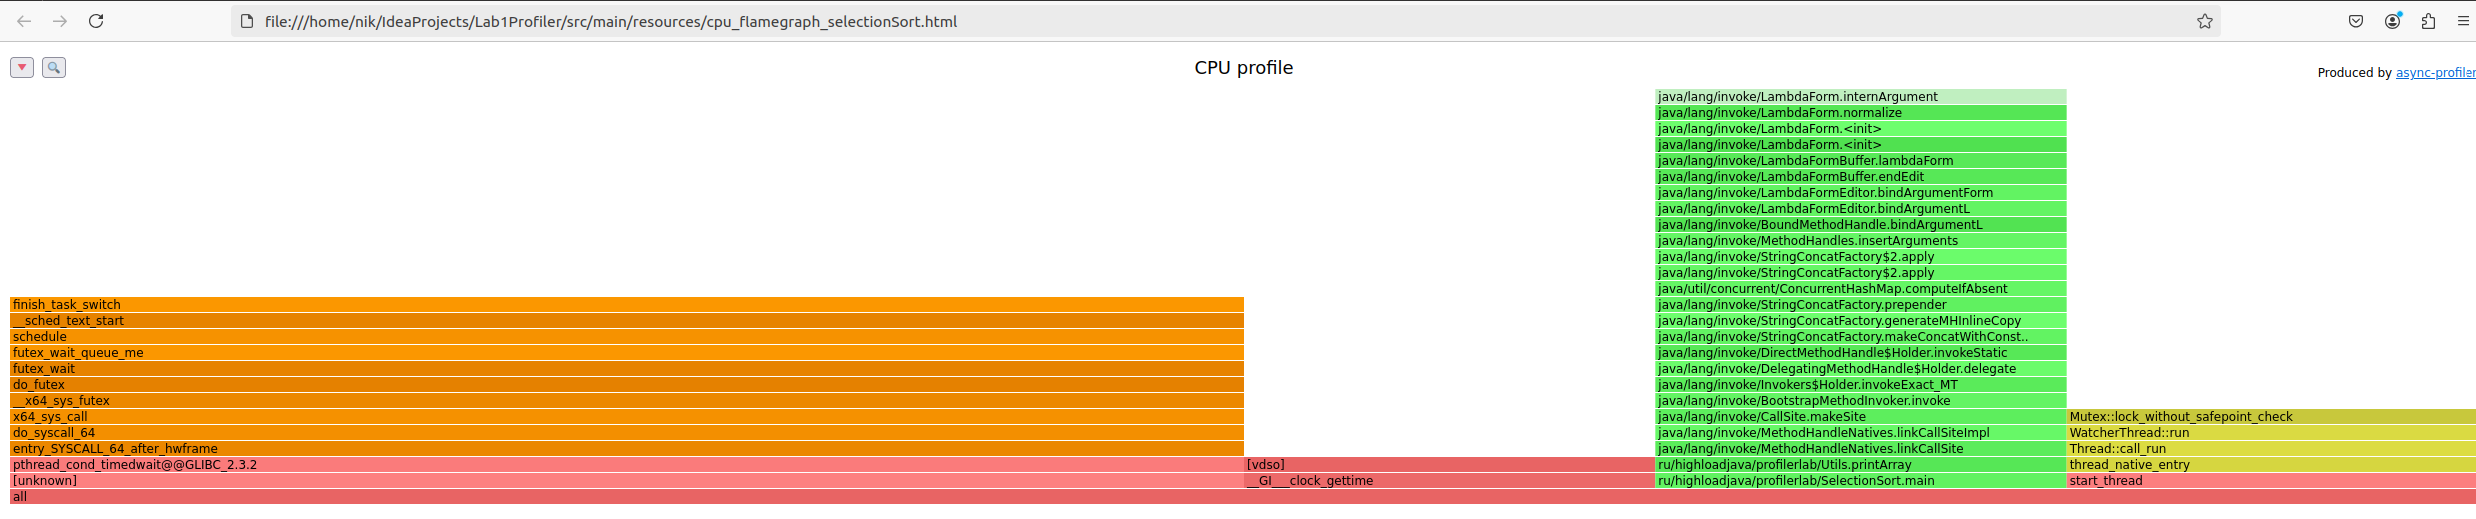 file:///home/nik/IdeaProjects/Lab1Profiler/src/main/resources/cpu_flamegraph_selectionSort.html
CPU profile
Produced by async-profiler
java/lang/invoke/LambdaForm.internArgument
java/lang/invoke/LambdaForm.normalize
java/lang/invoke/LambdaForm.<init>
java/lang/invoke/LambdaForm.<init>
java/lang/invoke/LambdaFormBuffer.lambdaForm
java/lang/invoke/LambdaFormBuffer.endEdit
java/lang/invoke/LambdaFormEditor.bindArgumentForm
java/lang/invoke/LambdaFormEditor.bindArgumentL
java/lang/invoke/BoundMethodHandle.bindArgumentL
java/lang/invoke/MethodHandles.insertArguments
java/lang/invoke/StringConcatFactory$2.apply
java/lang/invoke/StringConcatFactory$2.apply
java/util/concurrent/ConcurrentHashMap.computeIfAbsent
finish_task_switch java/lang/invoke/StringConcatFactory.prepender
__sched_text_start java/lang/invoke/StringConcatFactory.generateMHInlineCopy
schedule java/lang/invoke/StringConcatFactory.makeConcatWithConst..
futex_wait_queue_me java/lang/invoke/DirectMethodHandle$Holder.invokeStatic
futex_wait java/lang/invoke/DelegatingMethodHandle$Holder.delegate
do_futex java/lang/invoke/Invokers$Holder.invokeExact_MT
__x64_sys_futex java/lang/invoke/BootstrapMethodInvoker.invoke
x64_sys_call java/lang/invoke/CallSite.makeSite Mutex::lock_without_safepoint_check
do_syscall_64 java/lang/invoke/MethodHandleNatives.linkCallSiteImpl WatcherThread::run
entry_SYSCALL_64_after_hwframe java/lang/invoke/MethodHandleNatives.linkCallSite Thread::call_run
pthread_cond_timedwait@@GLIBC_2.3.2 [vdso] ru/highloadjava/profilerlab/Utils.printArray thread_native_entry
[unknown] __GI___clock_gettime ru/highloadjava/profilerlab/SelectionSort.main start_thread
all